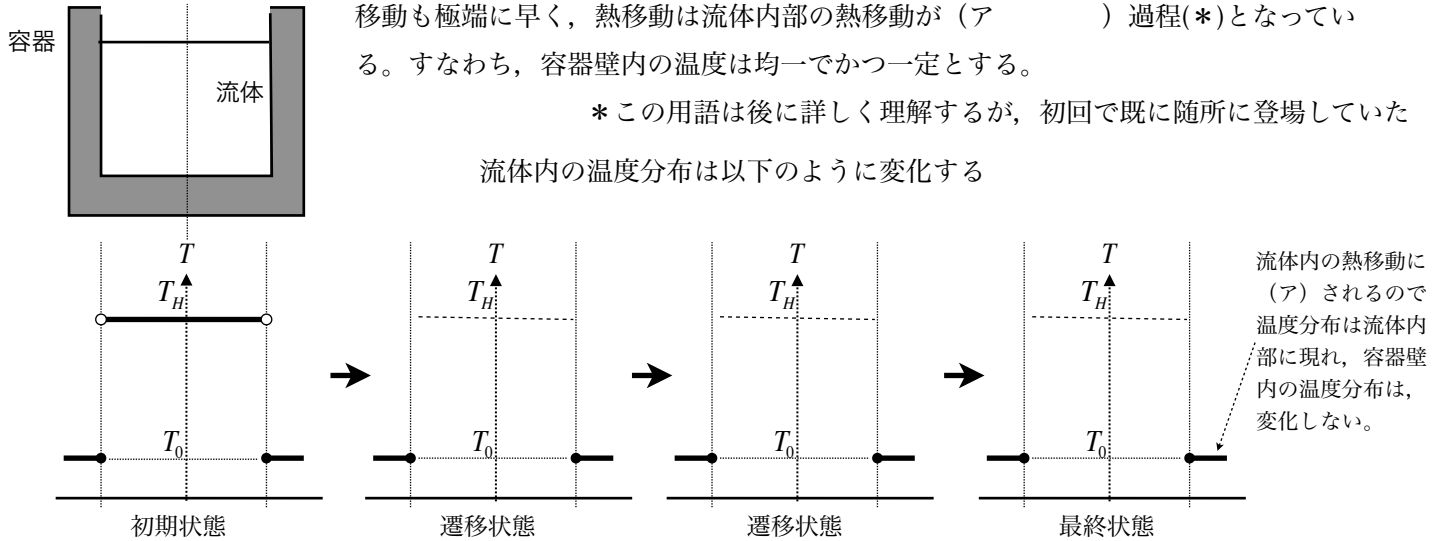 移動も極端に早く，熱移動は流体内部の熱移動が（ア　　　　）過程(＊)となってい
る。すなわち，容器壁内の温度は均一でかつ一定とする。
＊この用語は後に詳しく理解するが，初回で既に随所に登場していた
容器
流体
流体内の温度分布は以下のように変化する
T
T_H
T_0
初期状態
T
T_H
T_0
遷移状態
T
T_H
T_0
遷移状態
T
T_H
T_0
最終状態
流体内の熱移動に
（ア）されるので
温度分布は流体内
部に現れ，容器壁
内の温度分布は，
変化しない。